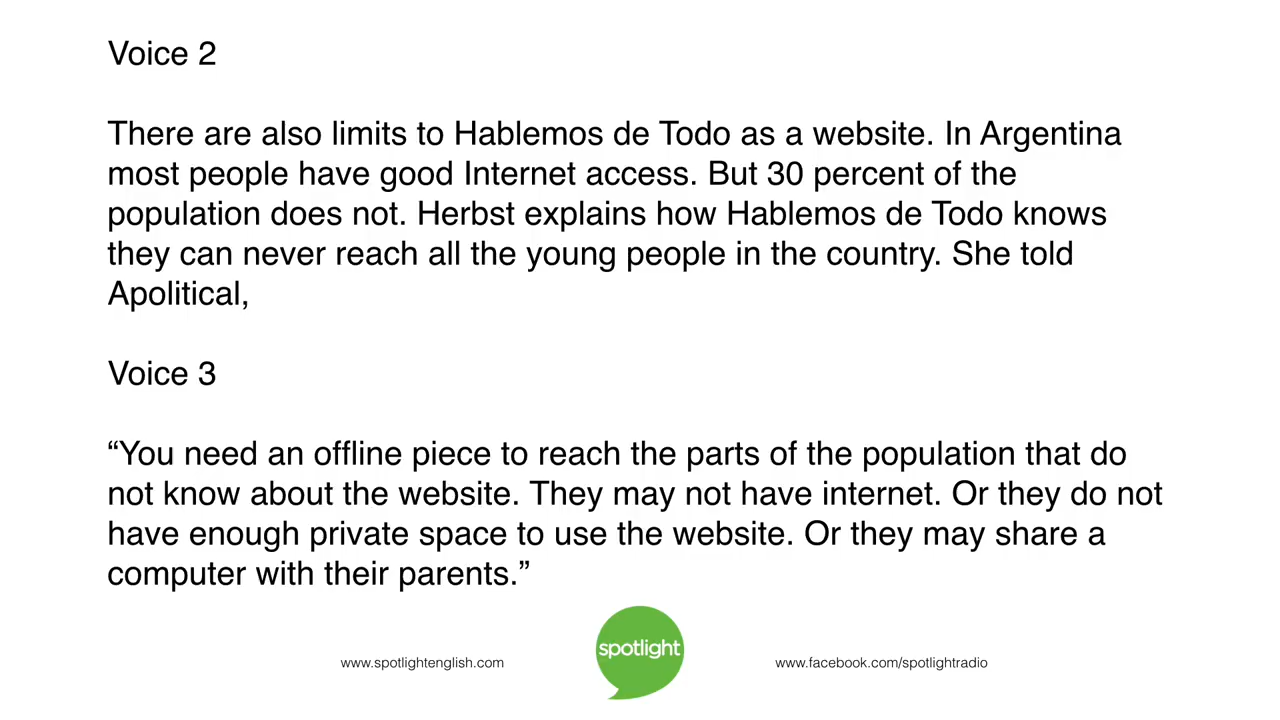 Voice 2
There are also limits to Hablemos de Todo as a website. In Argentina
most people have good Internet access. But 30 percent of the
population does not. Herbst explains how Hablemos de Todo knows
they can never reach all the young people in the country. She told
Apolitical,
Voice 3
“You need an offline piece to reach the parts of the population that do
not know about the website. They may not have internet. Or they do not
have enough private space to use the website. Or they may share a
computer with their parents.”
www.spotlightenglish.com
spotlight
www.facebook.com/spotlightradio